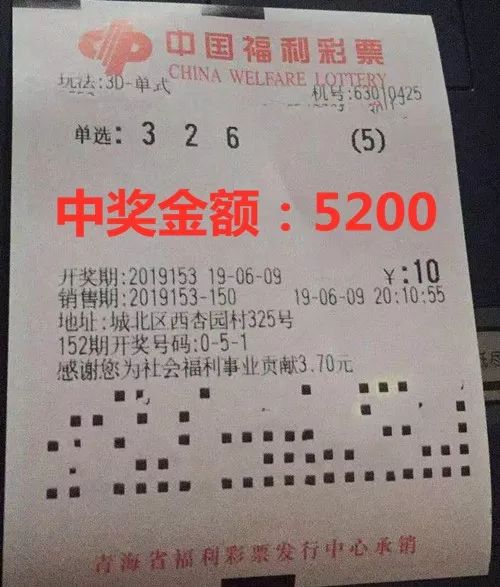 中国福利彩票
CHINA WELFARE LOTTERY
玩法:3D-单式 机号:63010425
单选: 3 2 6 (5)
中奖金额：5200
开奖期:2019153 19-06-09 ￥:10
销售期:2019153-150 19-06-09 20:10:55
地址:城北区西杏园村325号
152期开奖号码:0-5-1
感谢您为社会福利事业贡献3.70元
青海省福利彩票发行中心承销